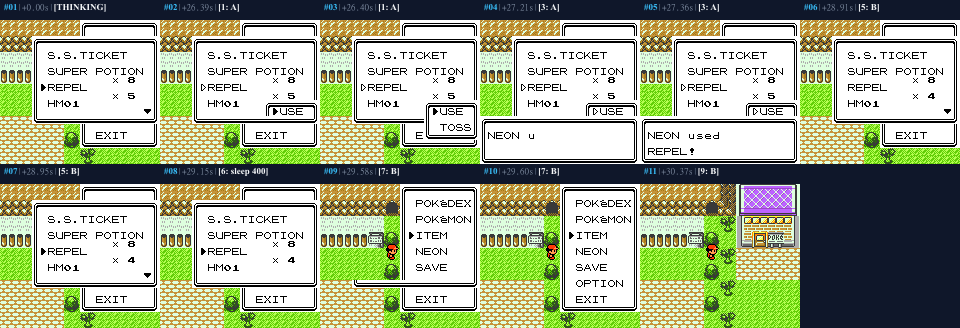 #01 | +0.00s | [THINKING]
S.S.TICKET
SUPER POTION
× 8
▶REPEL
× 5
HM01
EXIT
#02 | +26.39s | [1: A]
S.S.TICKET
SUPER POTION
× 8
▷REPEL
× 5
HM01
▶USE
EXIT
#03 | +26.40s | [1: A]
S.S.TICKET
SUPER POTION
× 8
▷REPEL
× 5
HM01
▶USE
TOSS
E
#04 | +27.21s | [3: A]
S.S.TICKET
SUPER POTION
× 8
▷REPEL
× 5
HM01
▷USE
NEON u
#05 | +27.36s | [3: A]
S.S.TICKET
SUPER POTION
× 8
▷REPEL
× 5
HM01
▷USE
NEON used
REPEL!
#06 | +28.91s | [5: B]
S.S.TICKET
SUPER POTION
× 8
▶REPEL
× 4
HM01
EXIT
#07 | +28.95s | [5: B]
S.S.TICKET
SUPER POTION
× 8
▶REPEL
× 4
HM01
EXIT
#08 | +29.15s | [6: sleep 400]
S.S.TICKET
SUPER POTION
× 8
▶REPEL
× 4
HM01
EXIT
#09 | +29.58s | [7: B]
POKéDEX
POKéMON
▶ITEM
NEON
SAVE
EXIT
#10 | +29.60s | [7: B]
POKéDEX
POKéMON
▶ITEM
NEON
SAVE
OPTION
EXIT
#11 | +30.37s | [9: B]
POKé